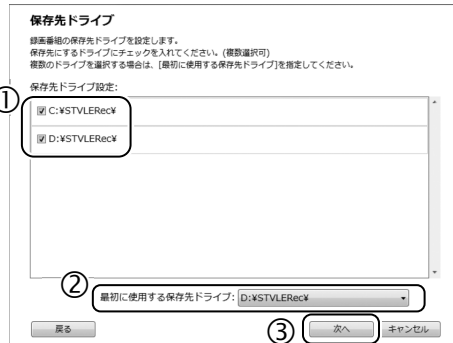 保存先ドライブ
録画番組の保存先ドライブを設定します。
保存先にするドライブにチェックを入れてください。(複数選択可)
複数のドライブを選択する場合は、[最初に使用する保存先ドライブ]を指定してください。
保存先ドライブ設定:
①
C:¥STVLERec¥
D:¥STVLERec¥
②
最初に使用する保存先ドライブ: D:¥STVLERec¥
戻る ③ 次へ キャンセル